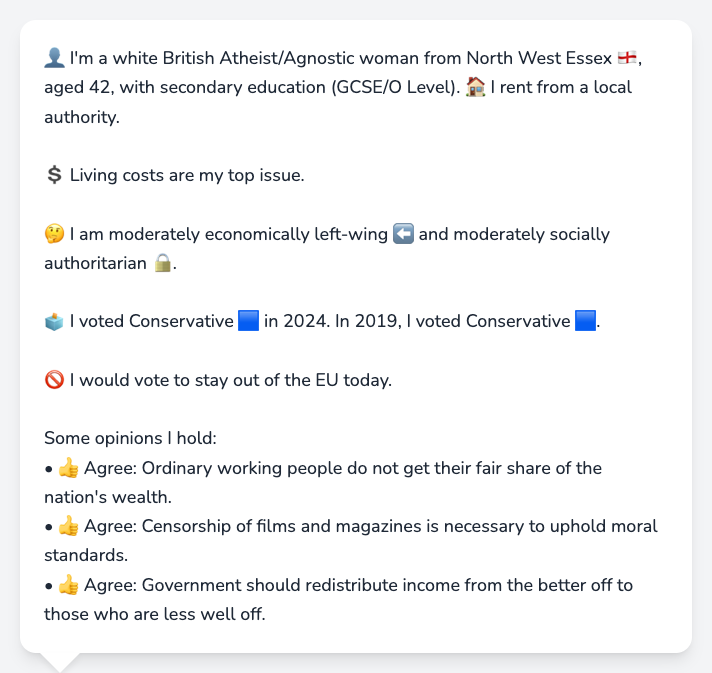 👤 I'm a white British Atheist/Agnostic woman from North West Essex 🏴󠁧󠁢󠁥󠁮󠁧󠁿,
aged 42, with secondary education (GCSE/O Level). 🏠 I rent from a local
authority.
💲 Living costs are my top issue.
🤔 I am moderately economically left-wing ⬅️ and moderately socially
authoritarian 🔒.
🗳️ I voted Conservative 🟦 in 2024. In 2019, I voted Conservative 🟦.
🚫 I would vote to stay out of the EU today.
Some opinions I hold:
• 👍 Agree: Ordinary working people do not get their fair share of the
nation's wealth.
• 👍 Agree: Censorship of films and magazines is necessary to uphold moral
standards.
• 👍 Agree: Government should redistribute income from the better off to
those who are less well off.